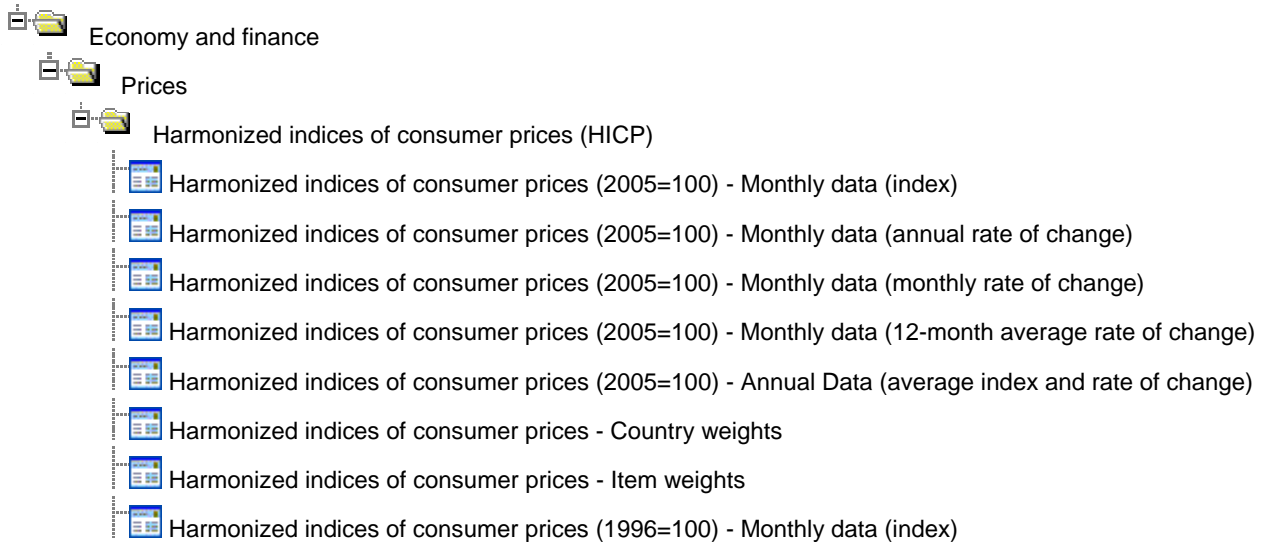 Economy and finance
Prices
Harmonized indices of consumer prices (HICP)
Harmonized indices of consumer prices (2005=100) - Monthly data (index)
Harmonized indices of consumer prices (2005=100) - Monthly data (annual rate of change)
Harmonized indices of consumer prices (2005=100) - Monthly data (monthly rate of change)
Harmonized indices of consumer prices (2005=100) - Monthly data (12-month average rate of change)
Harmonized indices of consumer prices (2005=100) - Annual Data (average index and rate of change)
Harmonized indices of consumer prices - Country weights
Harmonized indices of consumer prices - Item weights
Harmonized indices of consumer prices (1996=100) - Monthly data (index)